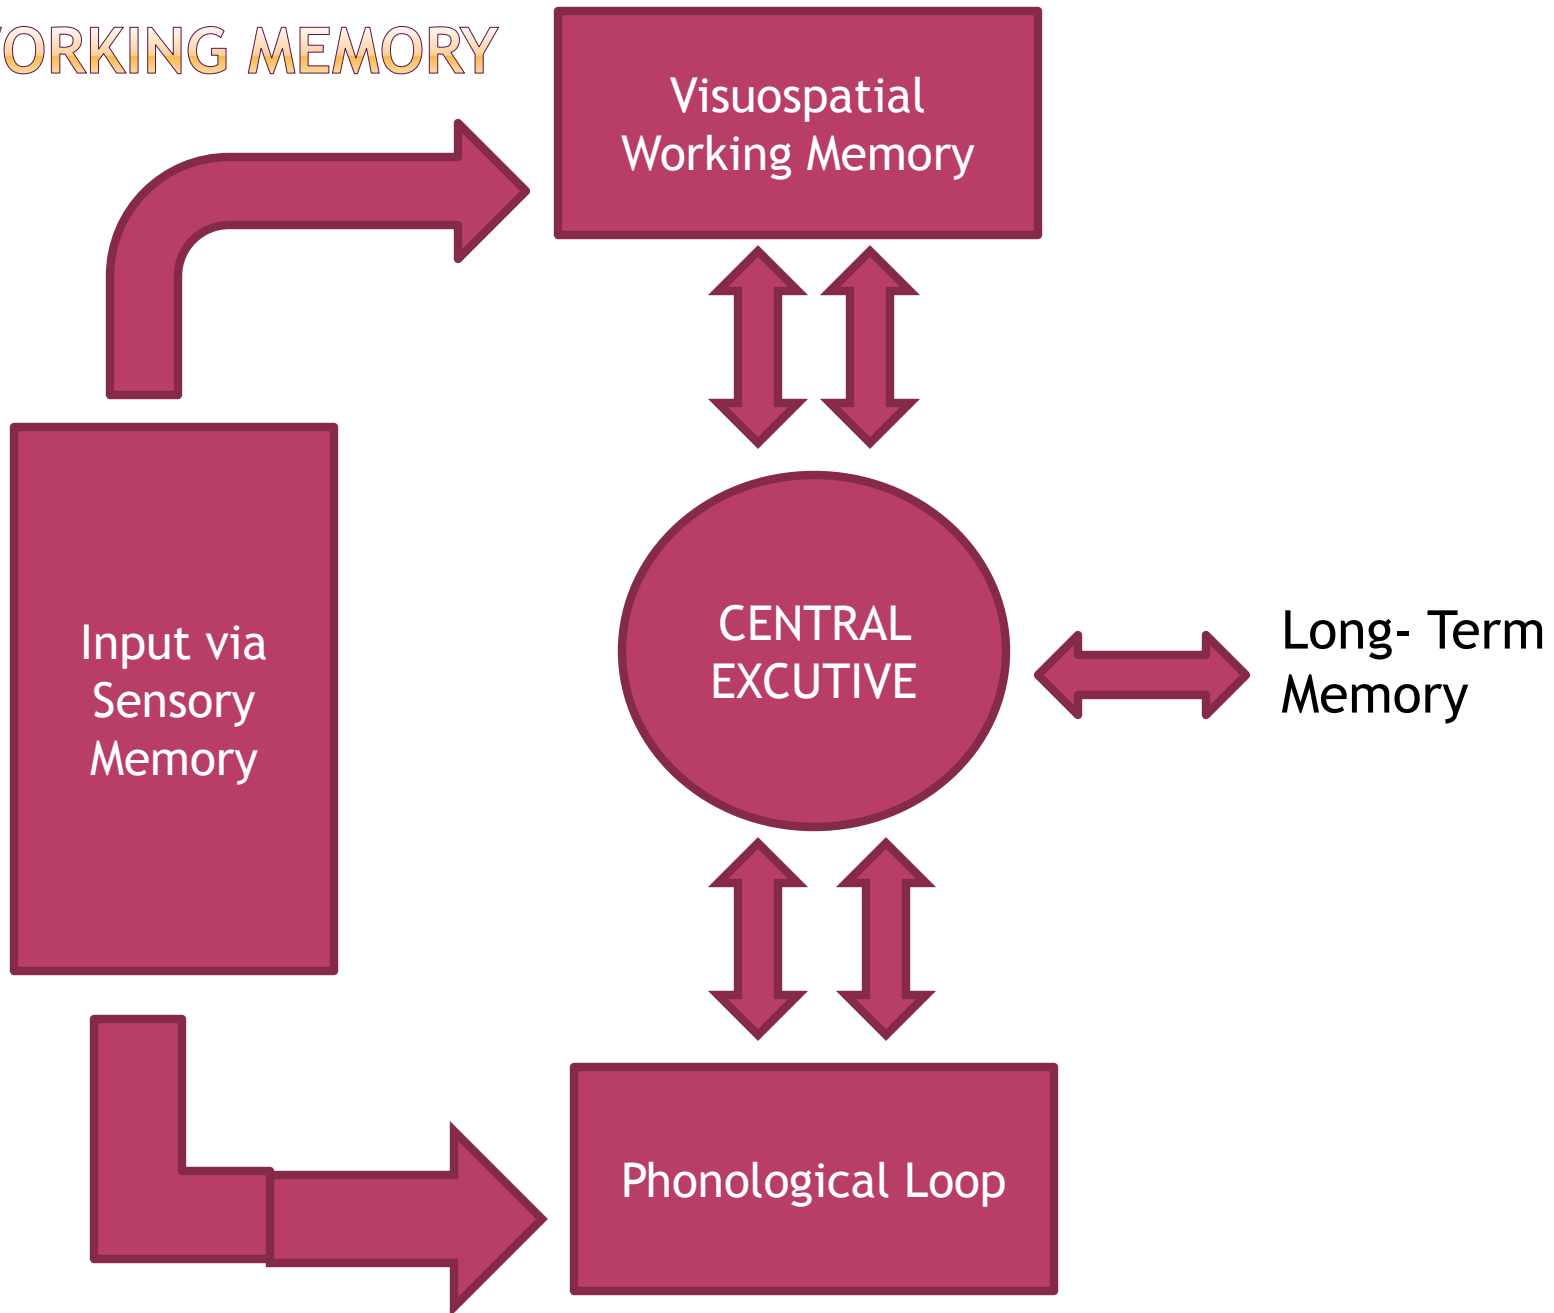 ORKING MEMORY
Visuospatial
Working Memory
Input via
Sensory
Memory
CENTRAL
EXCUTIVE
Long- Term
Memory
Phonological Loop